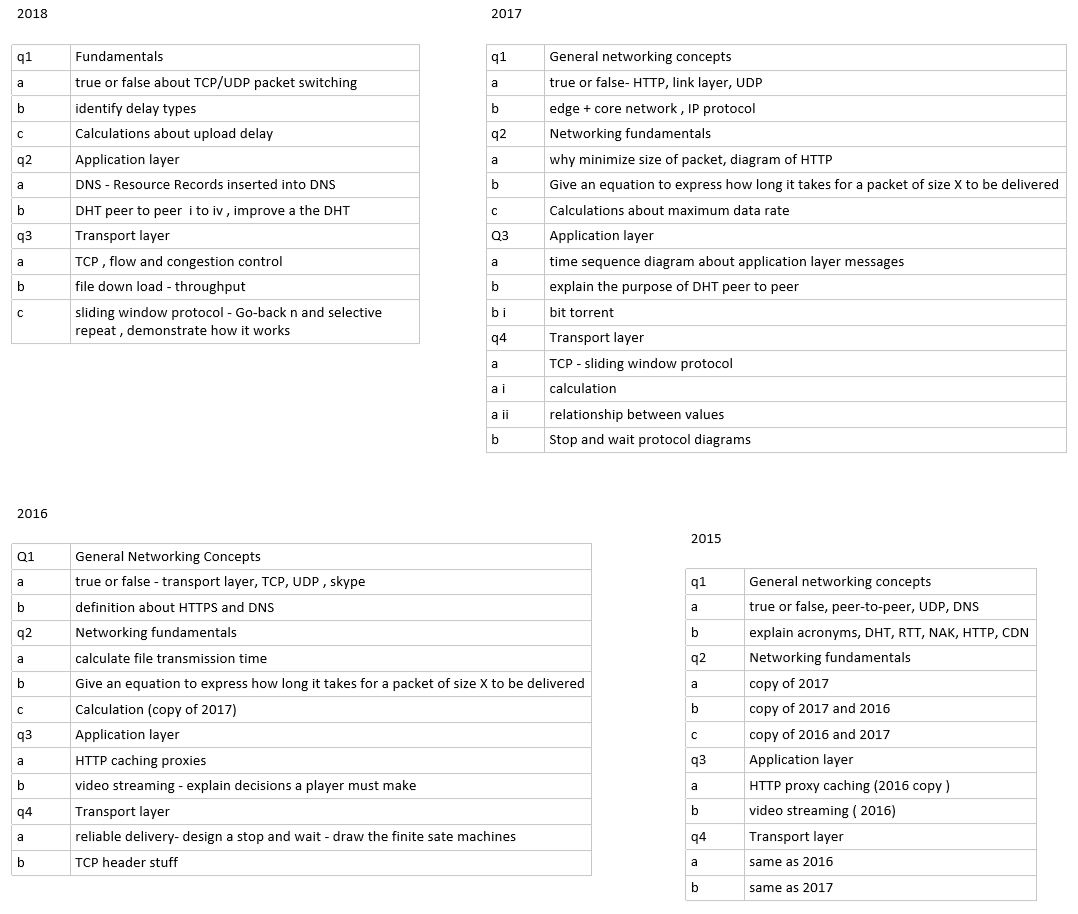 2018
q1 Fundamentals
a true or false about TCP/UDP packet switching
b identify delay types
c Calculations about upload delay
q2 Application layer
a DNS - Resource Records inserted into DNS
b DHT peer to peer i to iv , improve a the DHT
q3 Transport layer
a TCP , flow and congestion control
b file down load - throughput
c sliding window protocol - Go-back n and selective
repeat , demonstrate how it works
2017
q1 General networking concepts
a true or false- HTTP, link layer, UDP
b edge + core network , IP protocol
q2 Networking fundamentals
a why minimize size of packet, diagram of HTTP
b Give an equation to express how long it takes for a packet of size X to be delivered
c Calculations about maximum data rate
Q3 Application layer
a time sequence diagram about application layer messages
b explain the purpose of DHT peer to peer
b i bit torrent
q4 Transport layer
a TCP - sliding window protocol
a i calculation
a ii relationship between values
b Stop and wait protocol diagrams
2016
Q1 General Networking Concepts
a true or false - transport layer, TCP, UDP , skype
b definition about HTTPS and DNS
q2 Networking fundamentals
a calculate file transmission time
b Give an equation to express how long it takes for a packet of size X to be delivered
c Calculation (copy of 2017)
q3 Application layer
a HTTP caching proxies
b video streaming - explain decisions a player must make
q4 Transport layer
a reliable delivery- design a stop and wait - draw the finite sate machines
b TCP header stuff
2015
q1 General networking concepts
a true or false, peer-to-peer, UDP, DNS
b explain acronyms, DHT, RTT, NAK, HTTP, CDN
q2 Networking fundamentals
a copy of 2017
b copy of 2017 and 2016
c copy of 2016 and 2017
q3 Application layer
a HTTP proxy caching (2016 copy )
b video streaming ( 2016)
q4 Transport layer
a same as 2016
b same as 2017